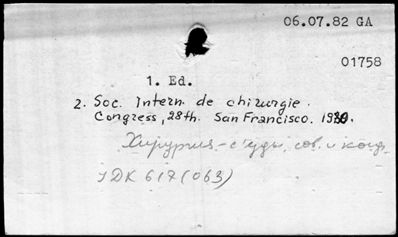 06.07.82 GA
01758
1. Ed.
2. Soc. Intern. de chirurgie.
Congress, 28th. San Francisco. 1980.
Хирургия - съезды, сов. и конф.
УДК 617(063)